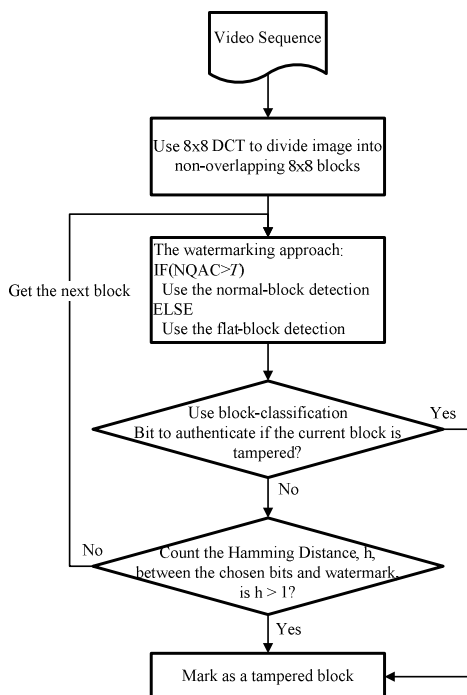 Video Sequence
Use 8x8 DCT to divide image into
non-overlapping 8x8 blocks
The watermarking approach:
IF(NQAC>T)
Use the normal-block detection
ELSE
Use the flat-block detection
Get the next block
Use block-classification
Bit to authenticate if the current block is
tampered?
Yes
No
Count the Hamming Distance, h,
between the chosen bits and watermark,
is h > 1?
No
Yes
Mark as a tampered block